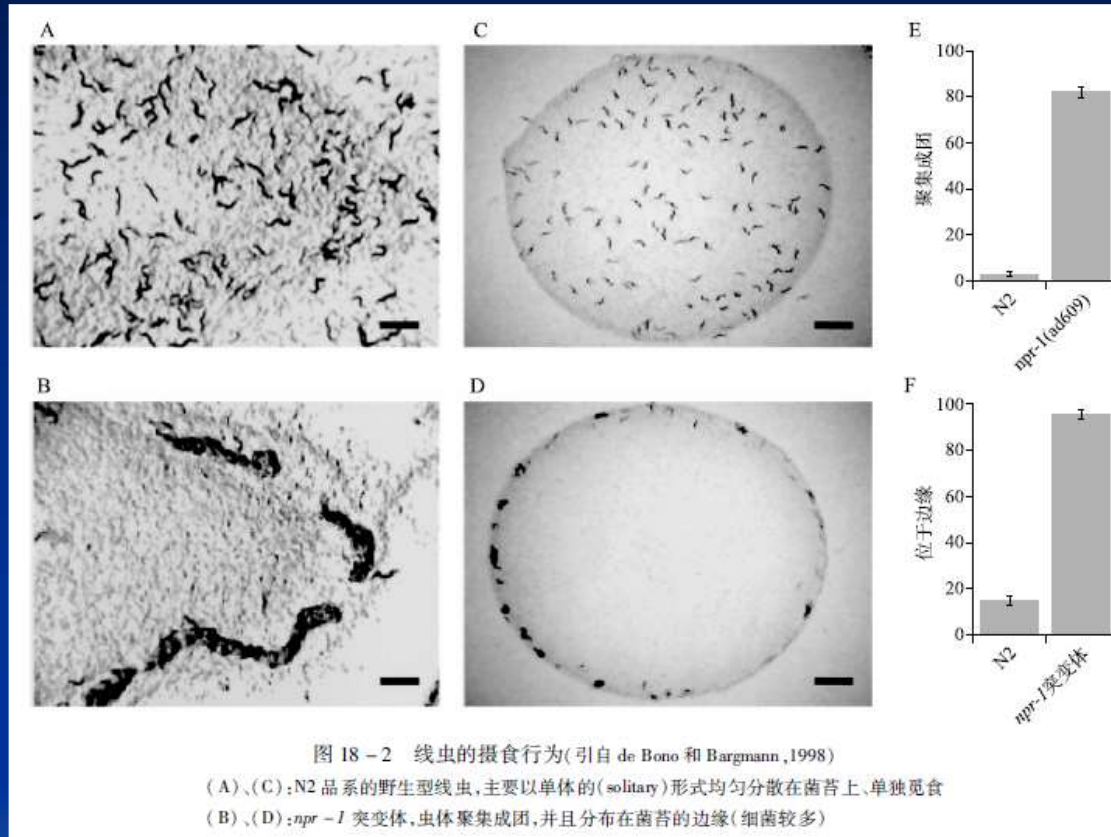 A
C
E
100
80
60
40
20
0
聚集成团
N2
npr-1(ad609)
B
D
F
100
80
60
40
20
0
位于边缘
N2
npr-1突变体
图 18-2 线虫的摄食行为(引自 de Bono 和 Bargmann,1998)
(A)、(C):N2 品系的野生型线虫,主要以单体的(solitary)形式均匀分散在菌苔上、单独觅食
(B)、(D):npr-1 突变体,虫体聚集成团,并且分布在菌苔的边缘(细菌较多)